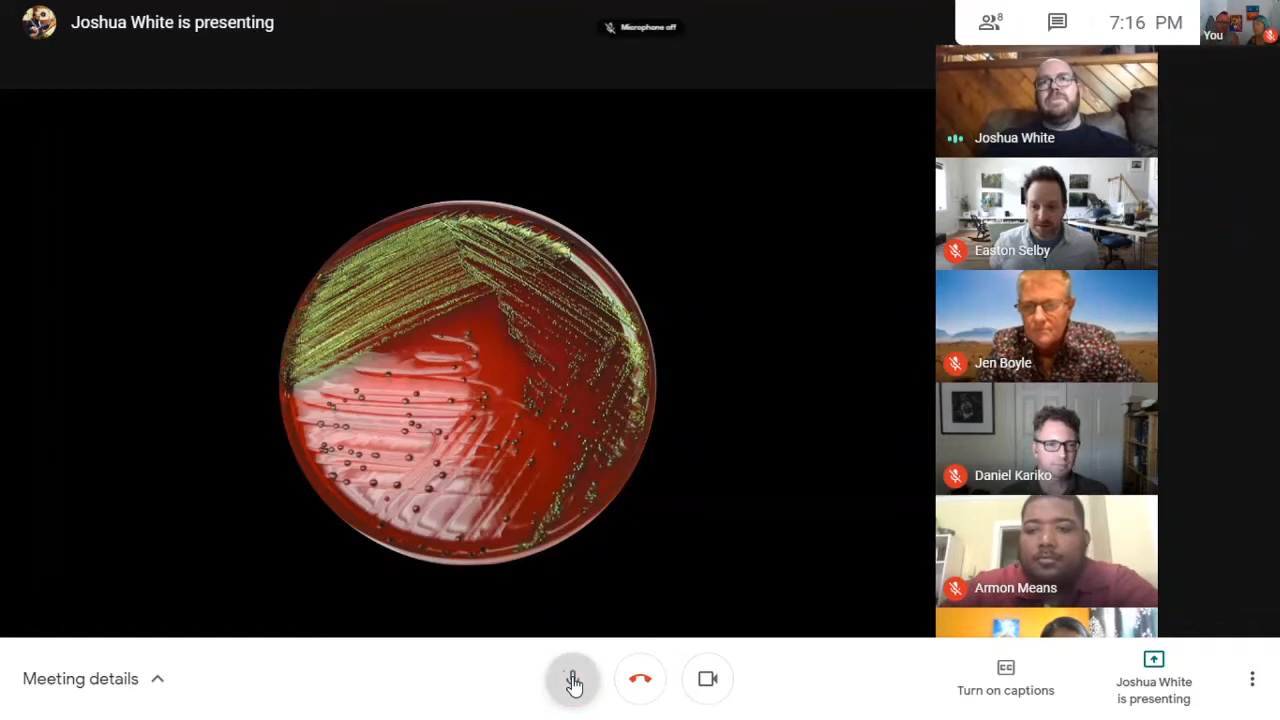 Joshua White is presenting
Microphone off
8
7:16 PM
You
Joshua White
Easton Selby
Jen Boyle
Daniel Kariko
Armon Means
Meeting details
CC
Turn on captions
Joshua White
is presenting